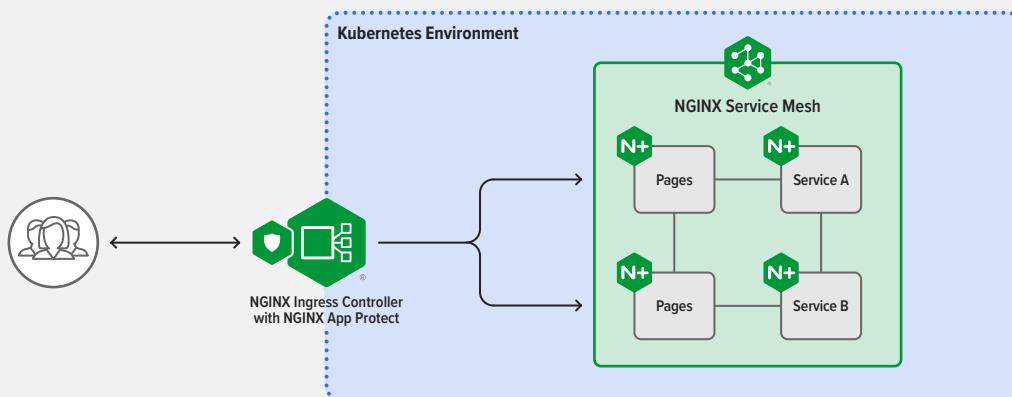 Kubernetes Environment
NGINX Service Mesh
N+
N+
Pages
Service A
NGINX Ingress Controller
with NGINX App Protect
®
N+
N+
Pages
Service B